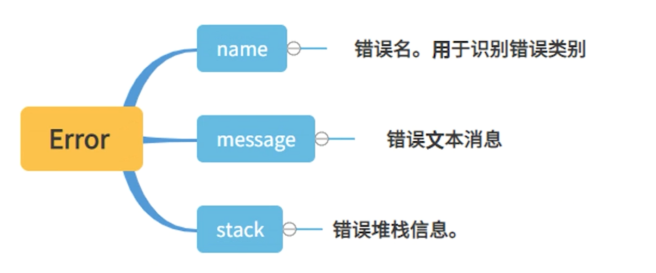 name
错误名。用于识别错误类别
Error
message
错误文本消息
stack
错误堆栈信息。